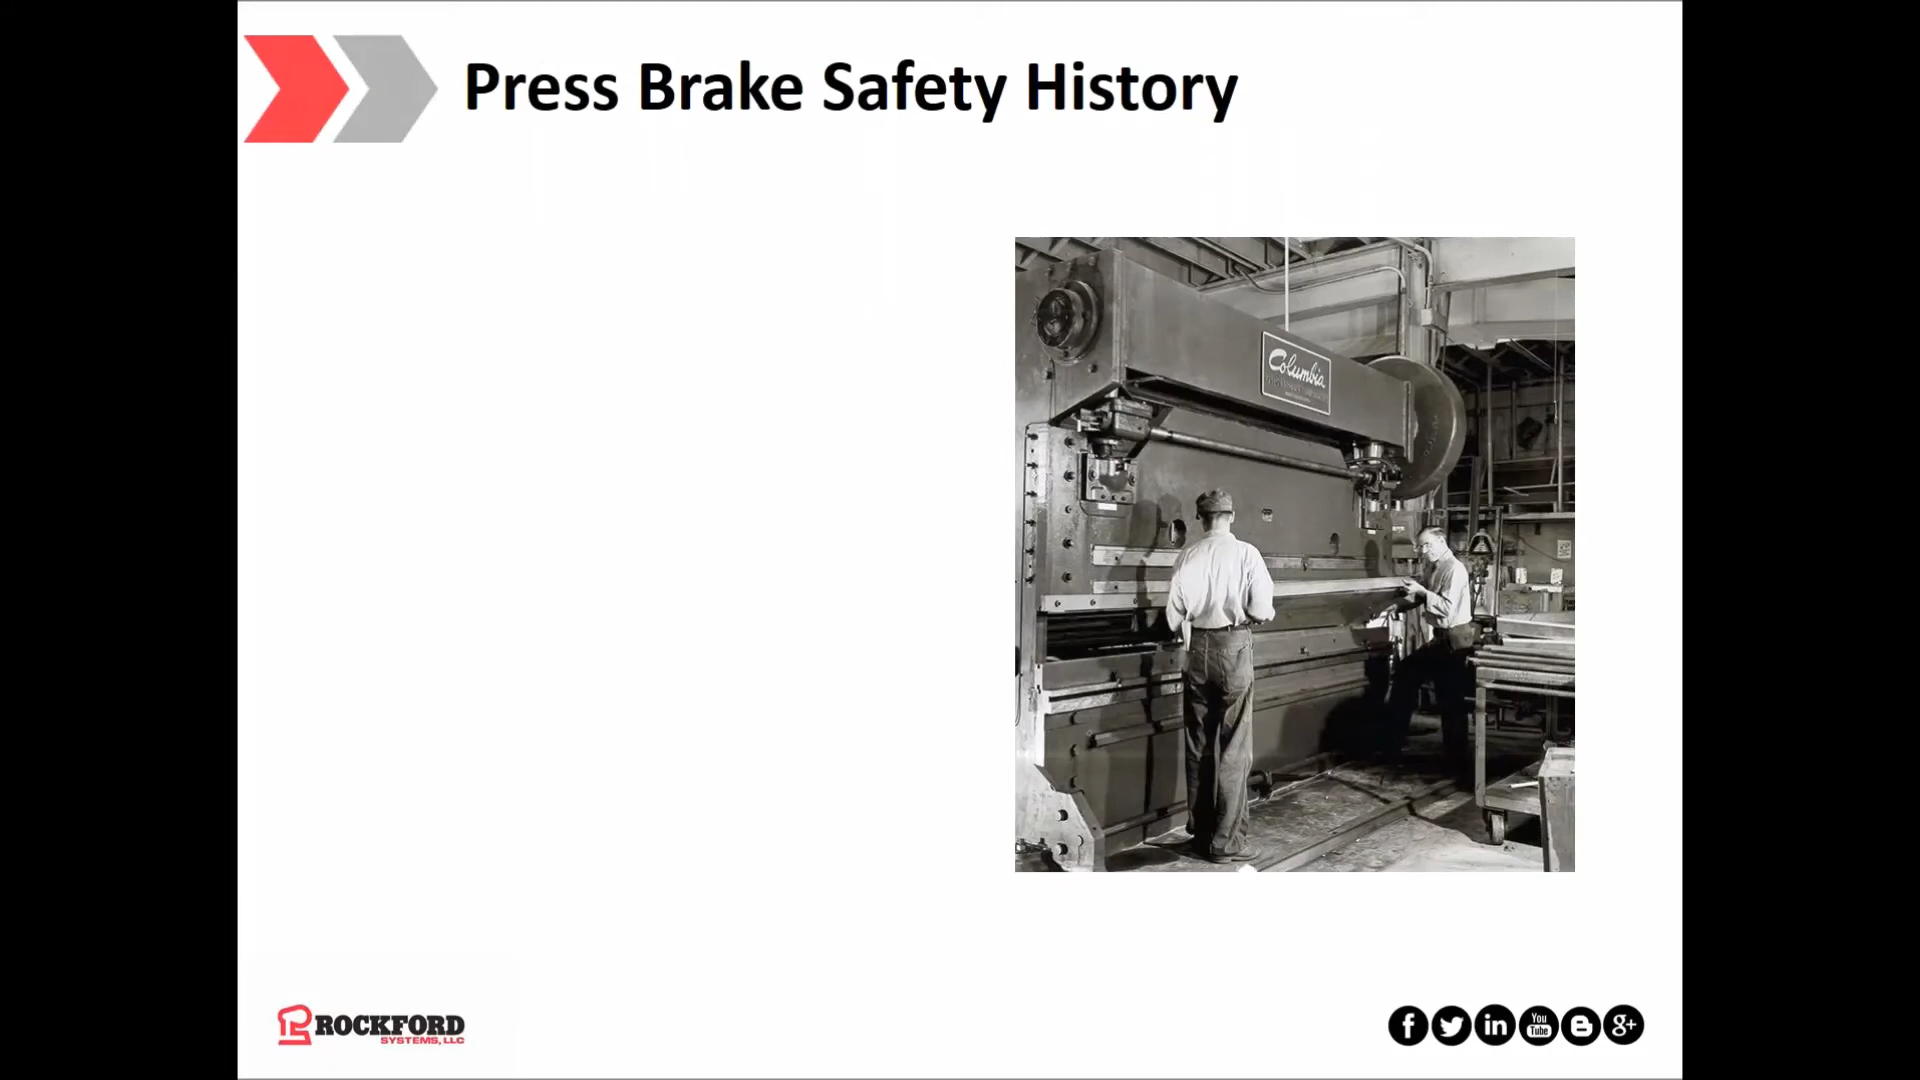 Press Brake Safety History
Columbia
ROCKFORD
SYSTEMS, LLC
You
Tube